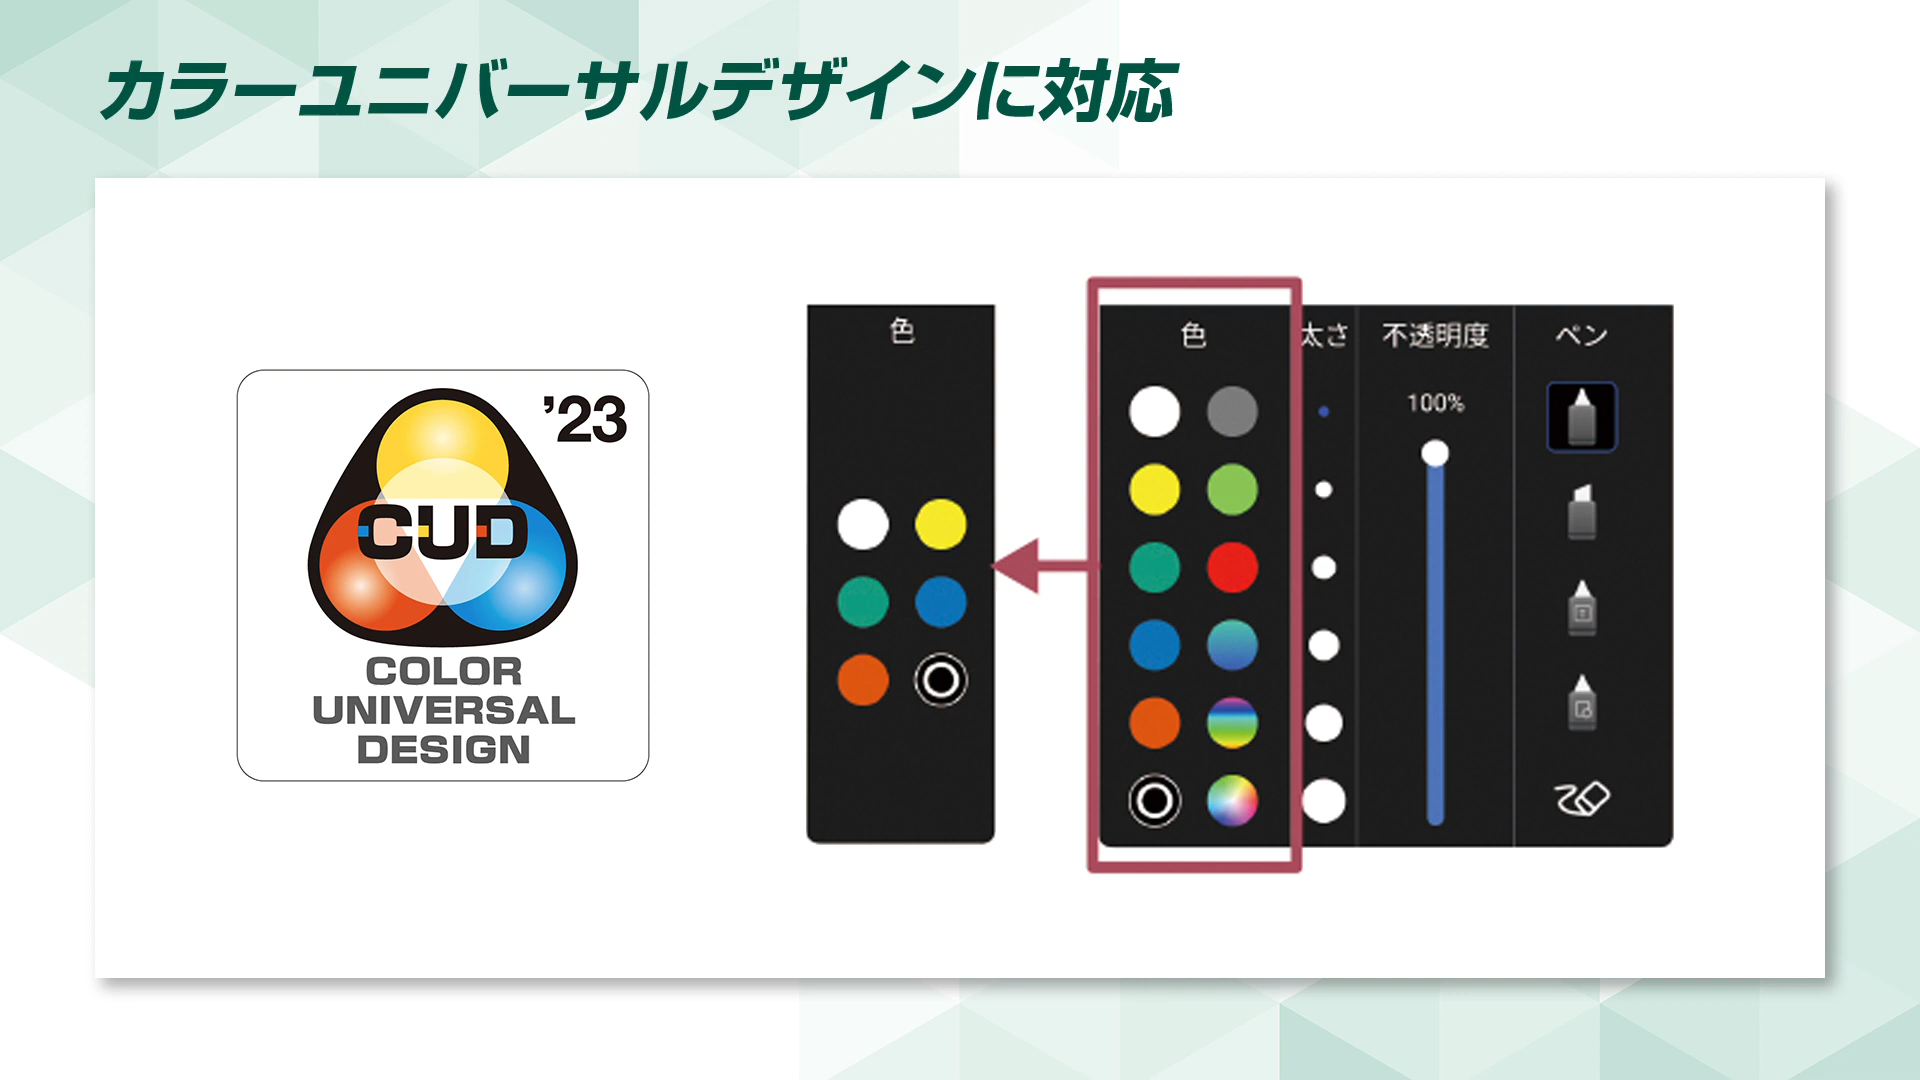 カラーユニバーサルデザインに対応
’23
CUD
COLOR
UNIVERSAL
DESIGN
色
色
太さ
不透明度
ペン
100%